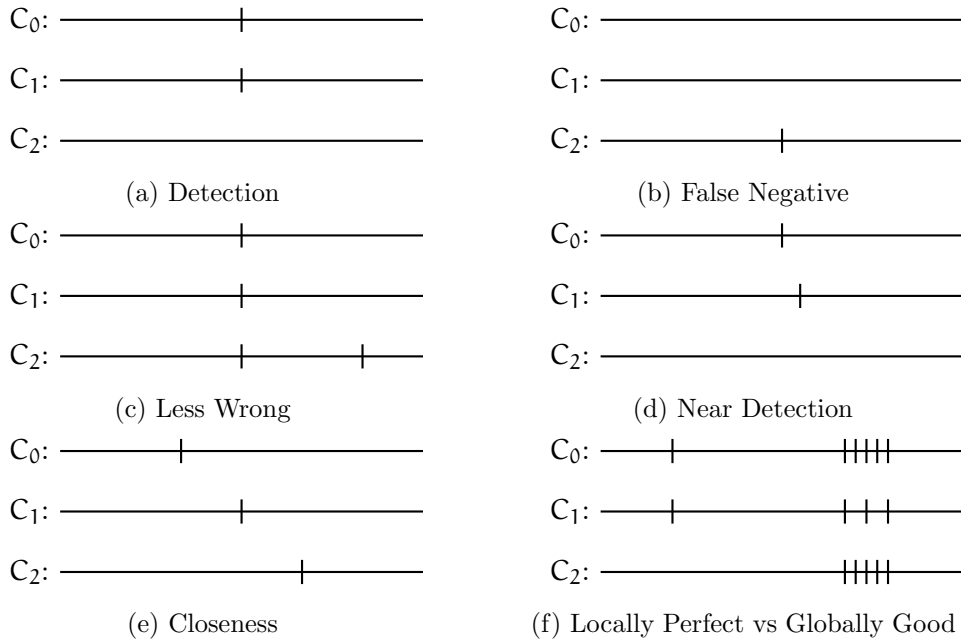 C₀:
C₁:
C₂:
(a) Detection
C₀:
C₁:
C₂:
(b) False Negative
C₀:
C₁:
C₂:
(c) Less Wrong
C₀:
C₁:
C₂:
(d) Near Detection
C₀:
C₁:
C₂:
(e) Closeness
C₀:
C₁:
C₂:
(f) Locally Perfect vs Globally Good